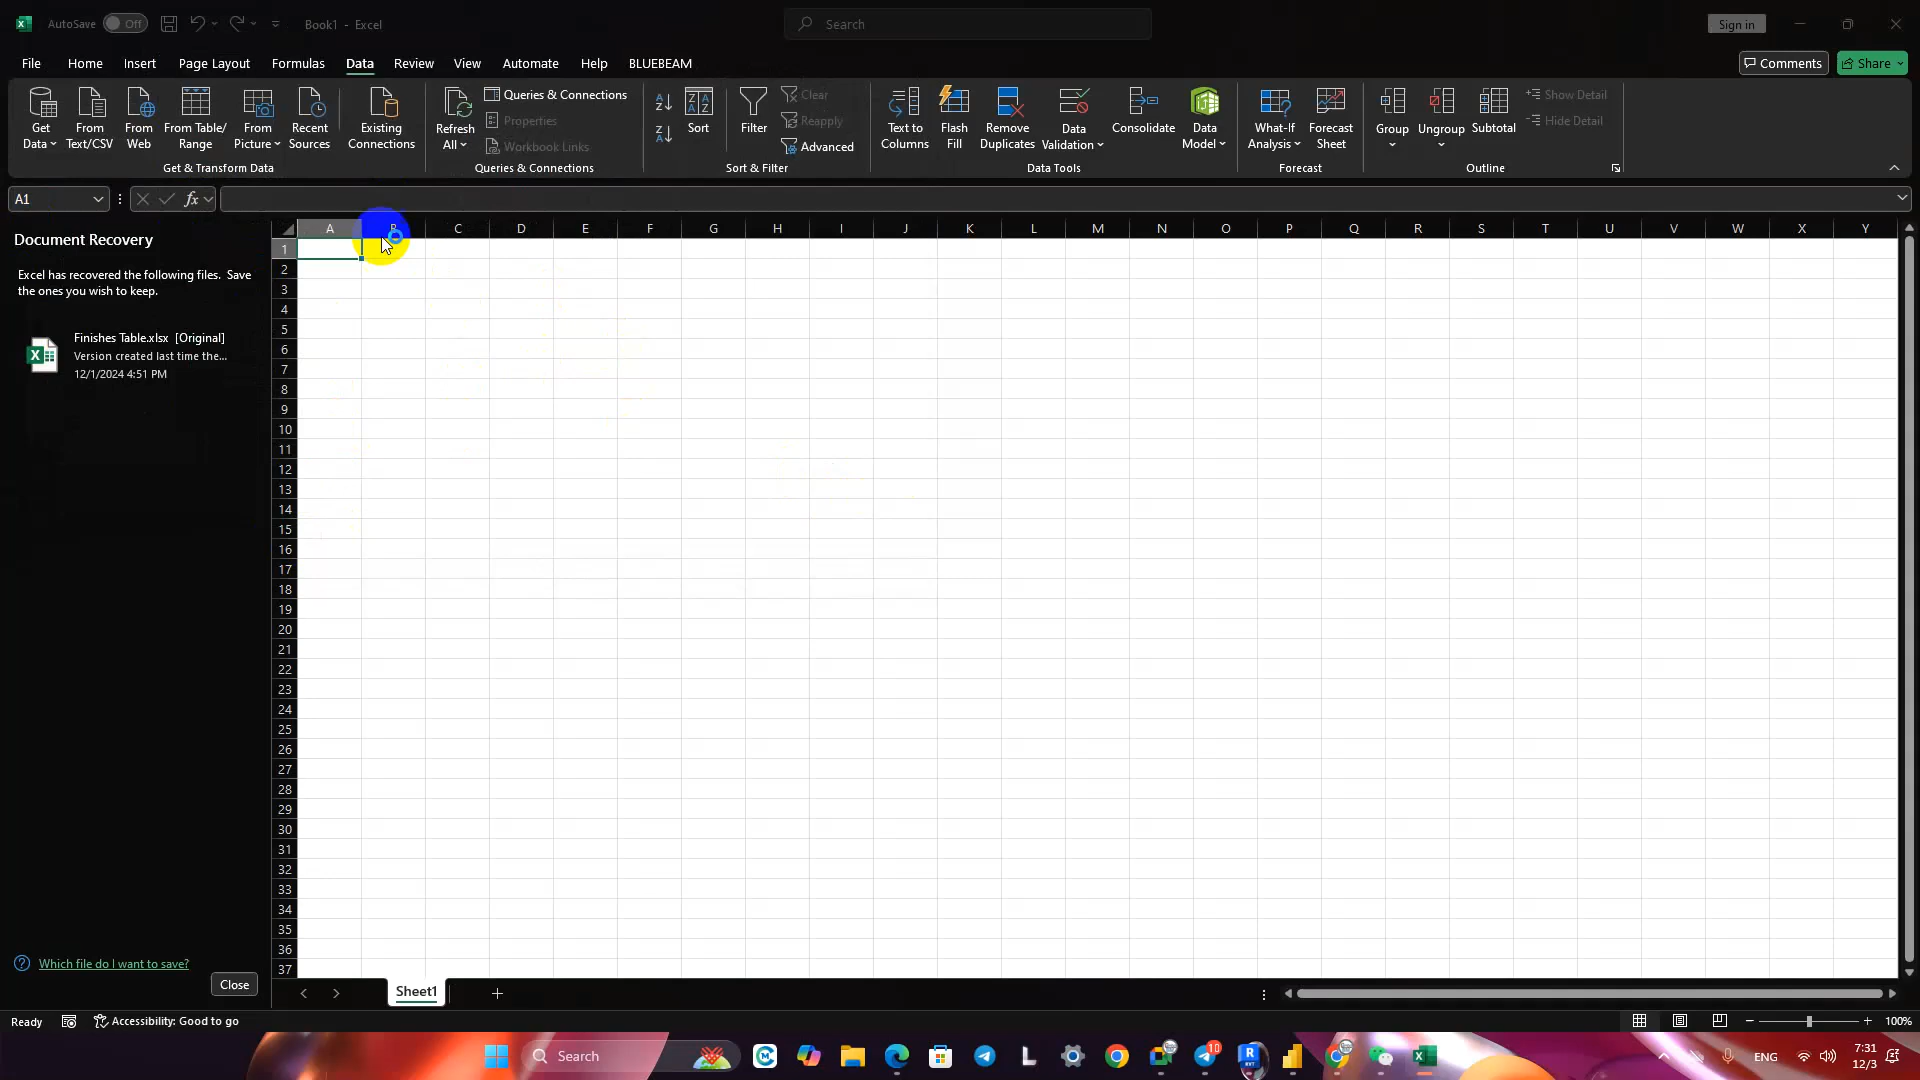 AutoSave Off Book1 - Excel Search Sign in
File Home Insert Page Layout Formulas Data Review View Automate Help BLUEBEAM Comments Share
Get Data
From Text/CSV
From Web
From Table/ Range
From Picture
Recent Sources
Existing Connections
Get & Transform Data
Refresh All
Queries & Connections
Properties
Workbook Links
Queries & Connections
Sort
Filter
Clear
Reapply
Advanced
Sort & Filter
Text to Columns
Flash Fill
Remove Duplicates
Data Validation
Consolidate
Data Model
Data Tools
What-If Analysis
Forecast Sheet
Forecast
Group
Ungroup
Subtotal
Show Detail
Hide Detail
Outline
A1 fx
Document Recovery
Excel has recovered the following files. Save
the ones you wish to keep.
Finishes Table.xlsx [Original]
Version created last time the...
12/1/2024 4:51 PM
Which file do I want to save?
Close
A C D E F G H I J K L M N O P Q R S T U V W X Y
1
2
3
4
5
6
7
8
9
10
11
12
13
14
15
16
17
18
19
20
21
22
23
24
25
26
27
28
29
30
31
32
33
34
35
36
37
Sheet1
Ready Accessibility: Good to go 100%
Search 10 ENG 7:31
12/3